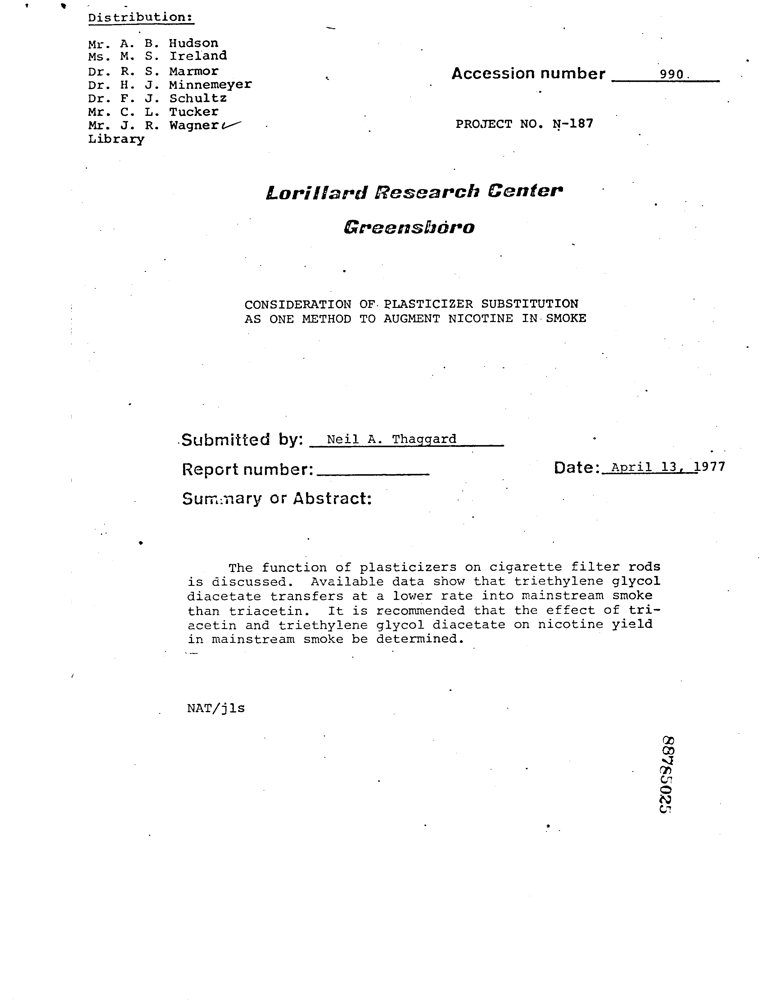 Distribution:
Mr. A. B. Hudson
Ms. M. S. Ireland
Dr. R. S. Marmor
Dr. H. J. Minnemeyer
Dr. F. J. Schultz
Mr. C. L. Tucker
Mr. J. R. Wagner
Library
Accession number 990.
PROJECT NO. N-187
Lorillard Research Center
Greensboro
CONSIDERATION OF PLASTICIZER SUBSTITUTION
AS ONE METHOD TO AUGMENT NICOTINE IN SMOKE
Submitted by: Neil A. Thaggard
Report number:
Date: April 13, 1977
Summary or Abstract:
The function of plasticizers on cigarette filter rods
is discussed. Available data show that triethylene glycol
diacetate transfers at a lower rate into mainstream smoke
than triacetin. It is recommended that the effect of tri-
acetin and triethylene glycol diacetate on nicotine yield
in mainstream smoke be determined.
NAT/jls
88785025